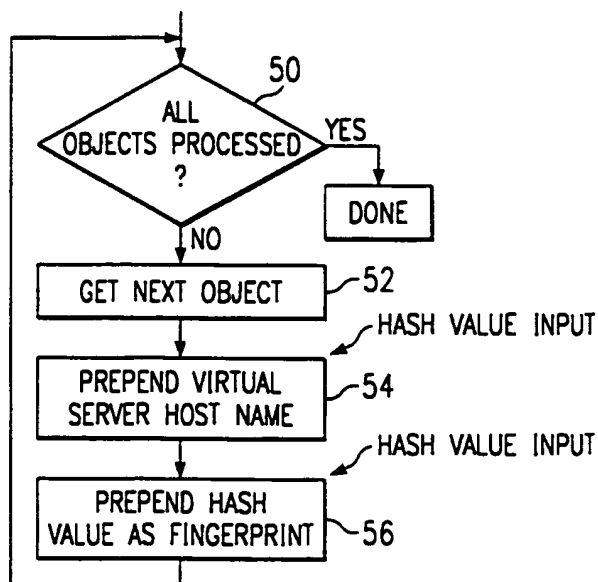 50
ALL
OBJECTS PROCESSED
?
YES
DONE
NO
GET NEXT OBJECT
52
HASH VALUE INPUT
PREPEND VIRTUAL
SERVER HOST NAME
54
HASH VALUE INPUT
PREPEND HASH
VALUE AS FINGERPRINT
56